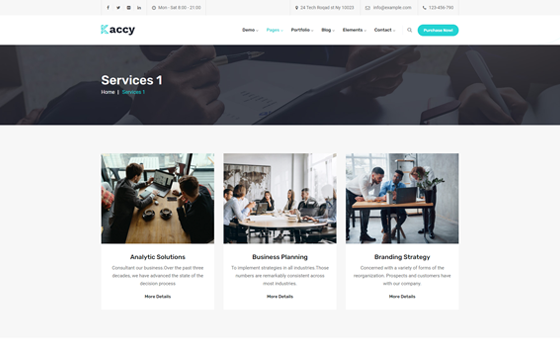 Mon - Sat 9:00 - 21:00
24 Tech Roqad st Ny 10023
info@example.com
123-456-790
Kaccy
Demo
Pages
Portfolio
Blog
Elements
Contact
Purchase Now!
Services 1
Home | Services 1
Analytic Solutions
Consultant our business.Over the past three
decades, we have advanced the state of the
decision process
More Details
Business Planning
To implement strategies in all industries.Those
numbers are remarkably consistent across
most industries.
More Details
Branding Strategy
Concerned with a variety of forms of the
reorganization. Prospects and customers have
with our company.
More Details